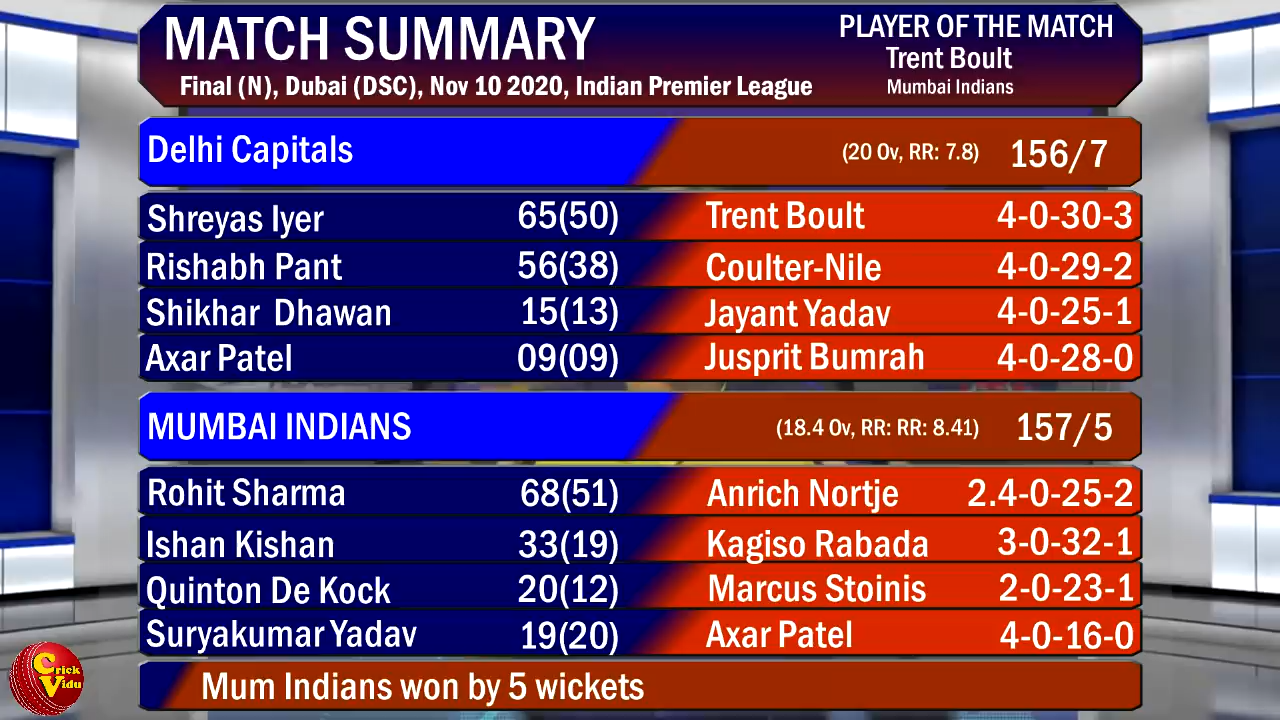 MATCH SUMMARY
Final (N), Dubai (DSC), Nov 10 2020, Indian Premier League
PLAYER OF THE MATCH
Trent Boult
Mumbai Indians
Delhi Capitals (20 Ov, RR: 7.8) 156/7
Shreyas Iyer 65(50) Trent Boult 4-0-30-3
Rishabh Pant 56(38) Coulter-Nile 4-0-29-2
Shikhar Dhawan 15(13) Jayant Yadav 4-0-25-1
Axar Patel 09(09) Jusprit Bumrah 4-0-28-0
MUMBAI INDIANS (18.4 Ov, RR: RR: 8.41) 157/5
Rohit Sharma 68(51) Anrich Nortje 2.4-0-25-2
Ishan Kishan 33(19) Kagiso Rabada 3-0-32-1
Quinton De Kock 20(12) Marcus Stoinis 2-0-23-1
Suryakumar Yadav 19(20) Axar Patel 4-0-16-0
Mum Indians won by 5 wickets
Crick
Vidu